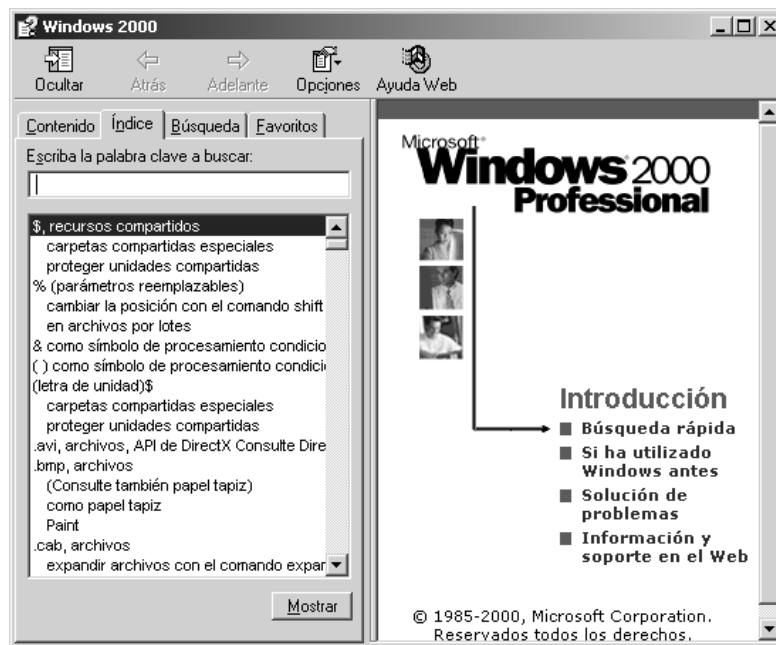 Windows 2000
Ocultar Atrás Adelante Opciones Ayuda Web
Contenido Índice Búsqueda Favoritos
Escriba la palabra clave a buscar:
$, recursos compartidos
carpetas compartidas especiales
proteger unidades compartidas
% (parámetros reemplazables)
cambiar la posición con el comando shift
en archivos por lotes
& como símbolo de procesamiento condicio
( ) como símbolo de procesamiento condici
(letra de unidad)$
carpetas compartidas especiales
proteger unidades compartidas
.avi, archivos, API de DirectX Consulte Dire
.bmp, archivos
(Consulte también papel tapiz)
como papel tapiz
Paint
.cab, archivos
expandir archivos con el comando expar
Mostrar
Microsoft
Windows 2000
Professional
Introducción
Búsqueda rápida
Si ha utilizado
Windows antes
Solución de
problemas
Información y
soporte en el Web
© 1985-2000, Microsoft Corporation.
Reservados todos los derechos.